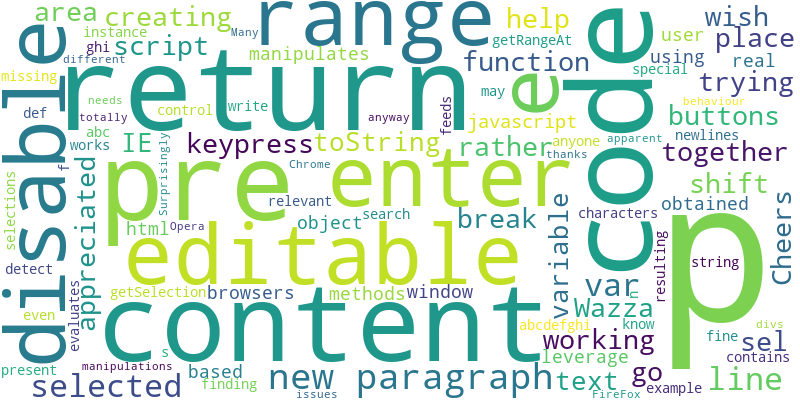 area
creating
range
help
wish
instance
Many
getRangeAt
user
place
ghi
script
manipulates
function
using
real
different
disable
return
e
code
special
trying
missing
needs
control
write
may
behaviour
def
totally
anyway
feeds
javascript
buttons
abc
IE
keypress
toString
rather
anyone
newlines
works
Surprisingly
apparent
together
f
pre
enter
Chrome
search
break
thanks
shift
selections
appreciated
relevant
variable
obtained
html
Opera
object
characters
p
Cheers
detect
editable
string
resulting
even
getSelection
browsers
methods
window
var
n
evaluates
content
abcdefghi
Wazza
know
divs
s
working
fine
sel
present
manipulations
based
leverage
contains
selected
finding
new paragraph
text
go
line
issues
FireFox
example